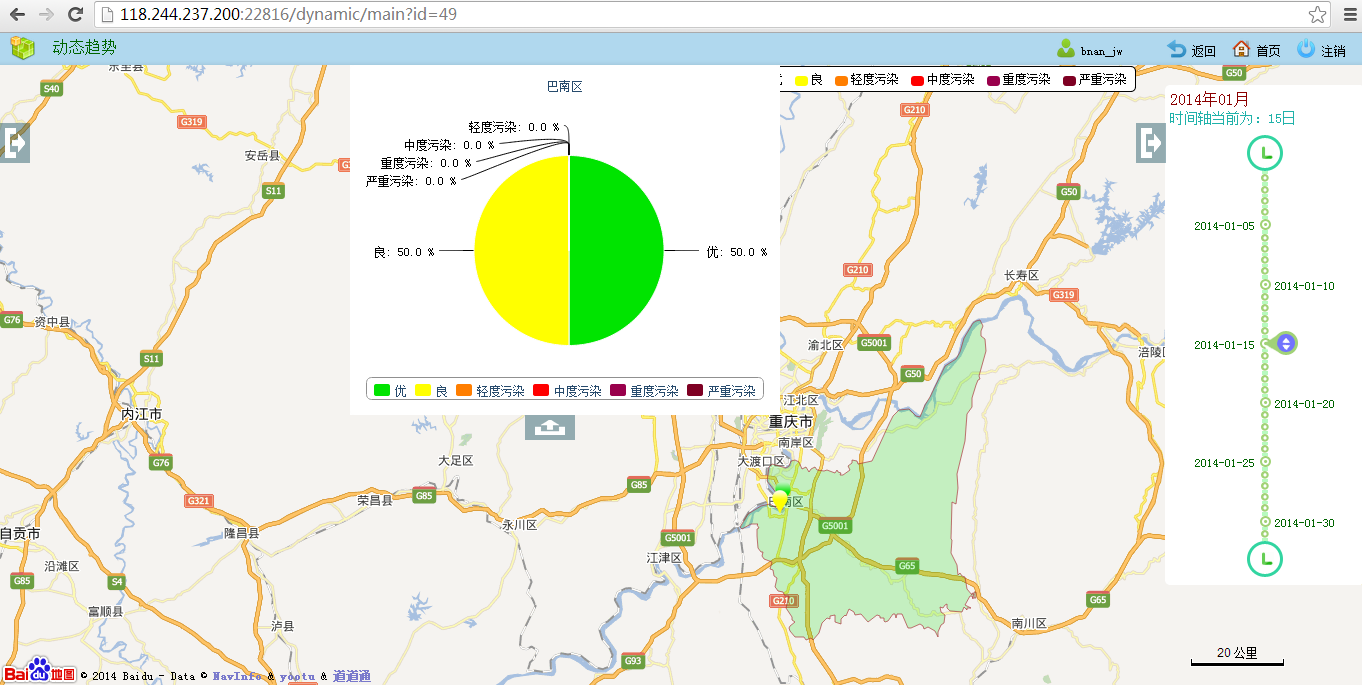 118.244.237.200:22816/dynamic/main?id=49
动态趋势
bnan_jw
返回
首页
注销
巴南区
轻度污染: 0.0 %
中度污染: 0.0 %
重度污染: 0.0 %
严重污染: 0.0 %
良: 50.0 %
优: 50.0 %
优 良 轻度污染 中度污染 重度污染 严重污染
良 轻度污染 中度污染 重度污染 严重污染
2014年01月
时间轴当前为: 15日
2014-01-05
2014-01-10
2014-01-15
2014-01-20
2014-01-25
2014-01-30
S40
G319
安岳县
S11
G76
资中县
S11
内江市
G76
G321
自贡市
隆昌县
沿滩区
G85
S4
富顺县
泸县
荣昌县
G85
大足区
永川区
G85
G5001
江津区
G93
G210
G50
G50
G210
长寿区
G319
渝北区
G5001
涪陵区
G50
江北区
重庆市
南岸区
大渡口区
巴南区
G5001
G65
G210
G65
南川区
20 公里
Bai du 地图
© 2014 Baidu - Data © NavInfo & yootu & 道道通